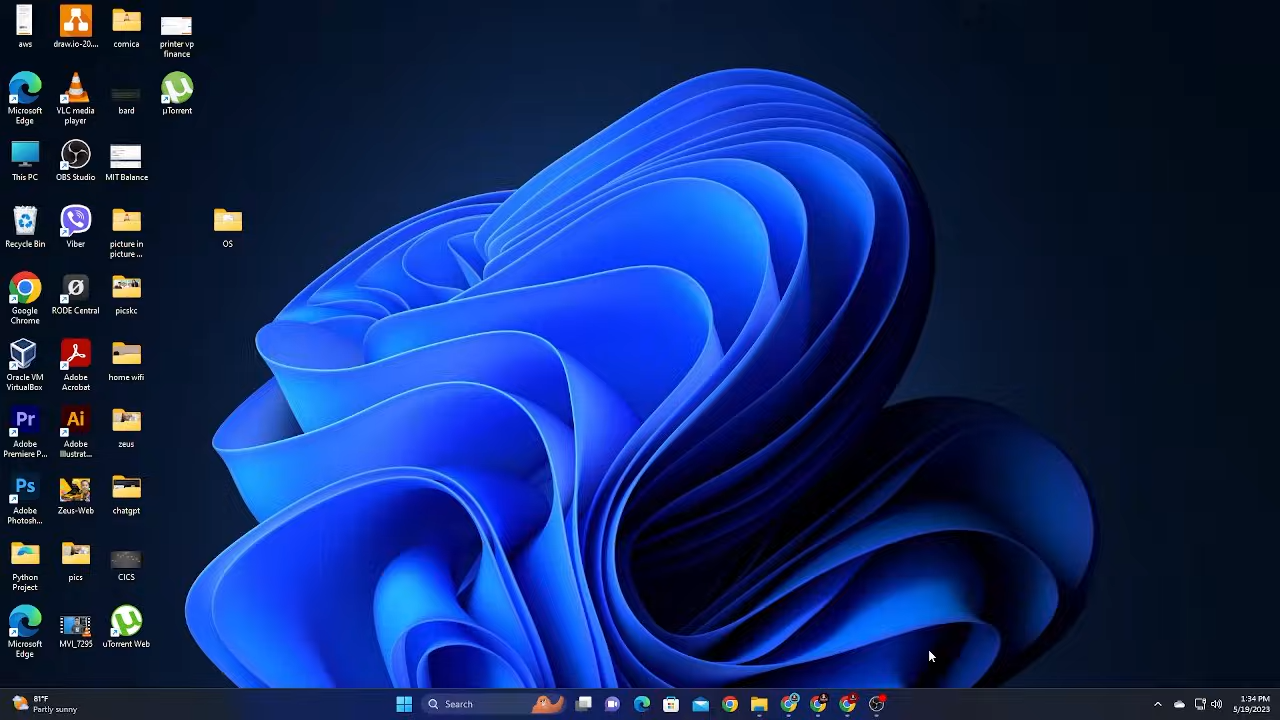 aws
draw.io-20....
comica
printer vp
finance
Microsoft
Edge
VLC media
player
bard
µTorrent
This PC
OBS Studio
MIT Balance
Recycle Bin
Viber
picture in
picture ...
OS
Google
Chrome
RODE Central
picskc
Oracle VM
VirtualBox
Adobe
Acrobat
home wifi
Pr
Ai
Adobe
Premiere P...
Adobe
Illustrat...
zeus
Ps
Adobe
Photosh...
Zeus-Web
chatgpt
Python
Project
pics
CICS
Microsoft
Edge
MVI_7295
uTorrent Web
81°F
Partly sunny
Search
1:34 PM
5/19/2023